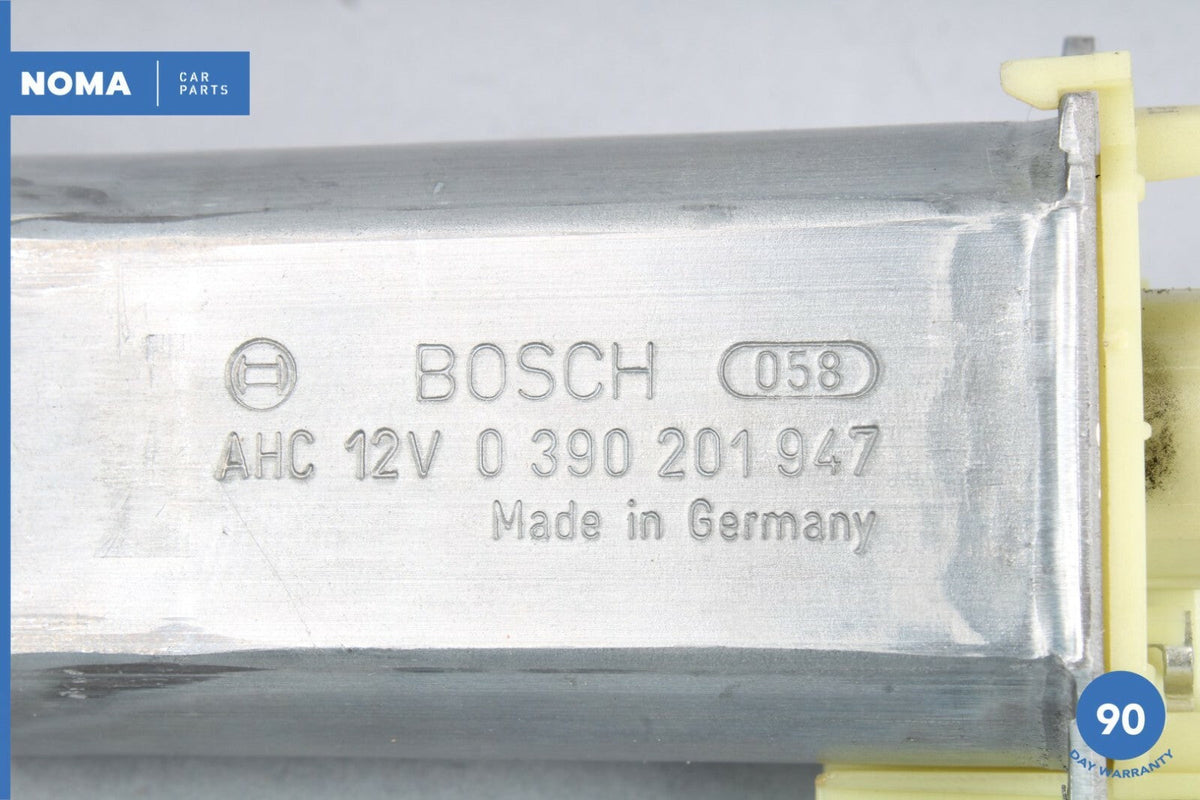 NOMA CAR PARTS
BOSCH 058
AHC 12V 0 390 201 947
Made in Germany
90
DAY WARRANTY